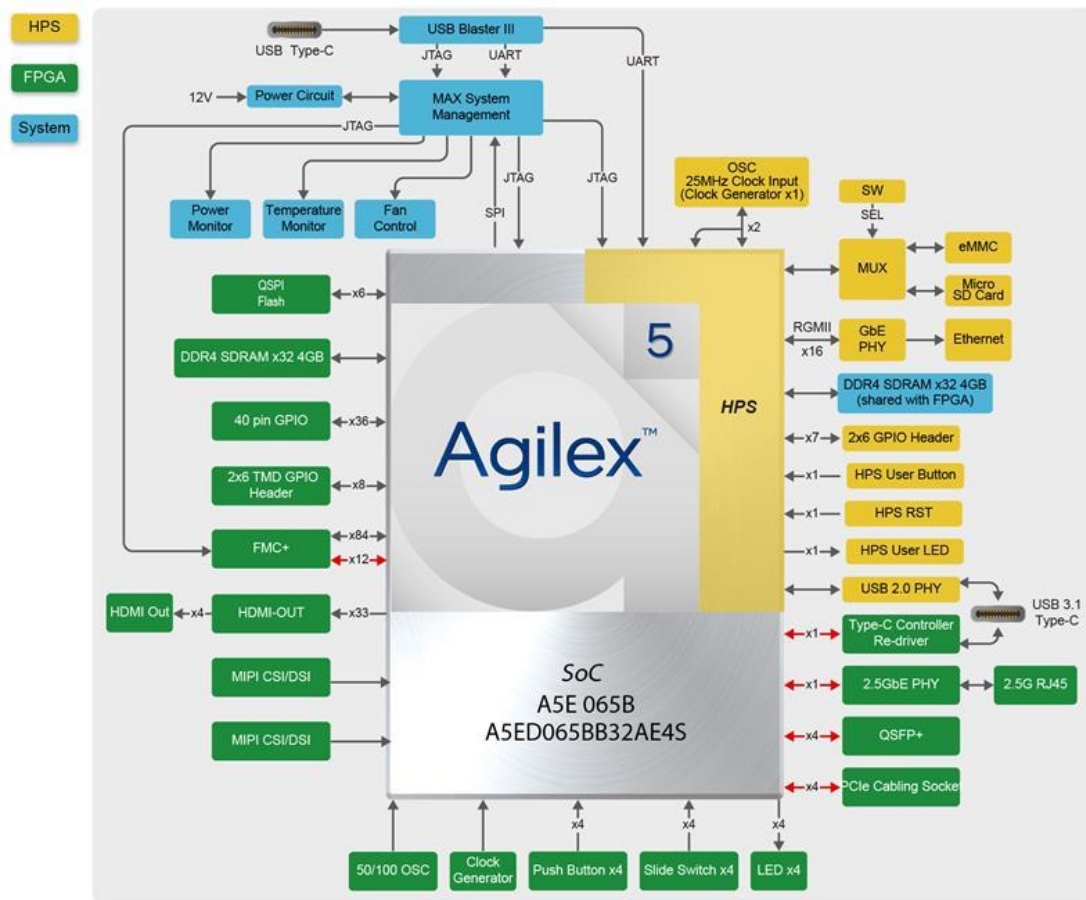 HPS
FPGA
System
USB Type-C
USB Blaster III
JTAG
UART
UART
12V
Power Circuit
MAX System
Management
JTAG
Power
Monitor
Temperature
Monitor
Fan
Control
SPI
JTAG
JTAG
OSC
25MHz Clock Input
(Clock Generator x1)
x2
SW
SEL
MUX
eMMC
Micro
SD Card
QSPI
Flash
x6
DDR4 SDRAM x32 4GB
40 pin GPIO
x36
2x6 TMD GPIO
Header
x8
FMC+
x84
x12
HDMI Out
x4
HDMI-OUT
x33
MIPI CSI/DSI
MIPI CSI/DSI
5
HPS
Agilex™
SoC
A5E 065B
A5ED065BB32AE4S
RGMII
x16
GbE
PHY
Ethernet
DDR4 SDRAM x32 4GB
(shared with FPGA)
x7
2x6 GPIO Header
x1
HPS User Button
x1
HPS RST
x1
HPS User LED
USB 2.0 PHY
USB 3.1
Type-C
x1
Type-C Controller
Re-driver
x1
2.5GbE PHY
2.5G RJ45
x4
QSFP+
x4
PCIe Cabling Socket
50/100 OSC
Clock
Generator
x4
Push Button x4
x4
Slide Switch x4
x4
LED x4